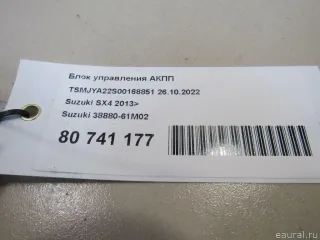 Блок управления АКПП
TSMJYA22S00168851 26.10.2022
Suzuki SX4 2013>
Suzuki 38880-61M02
80 741 177
eaural.ru